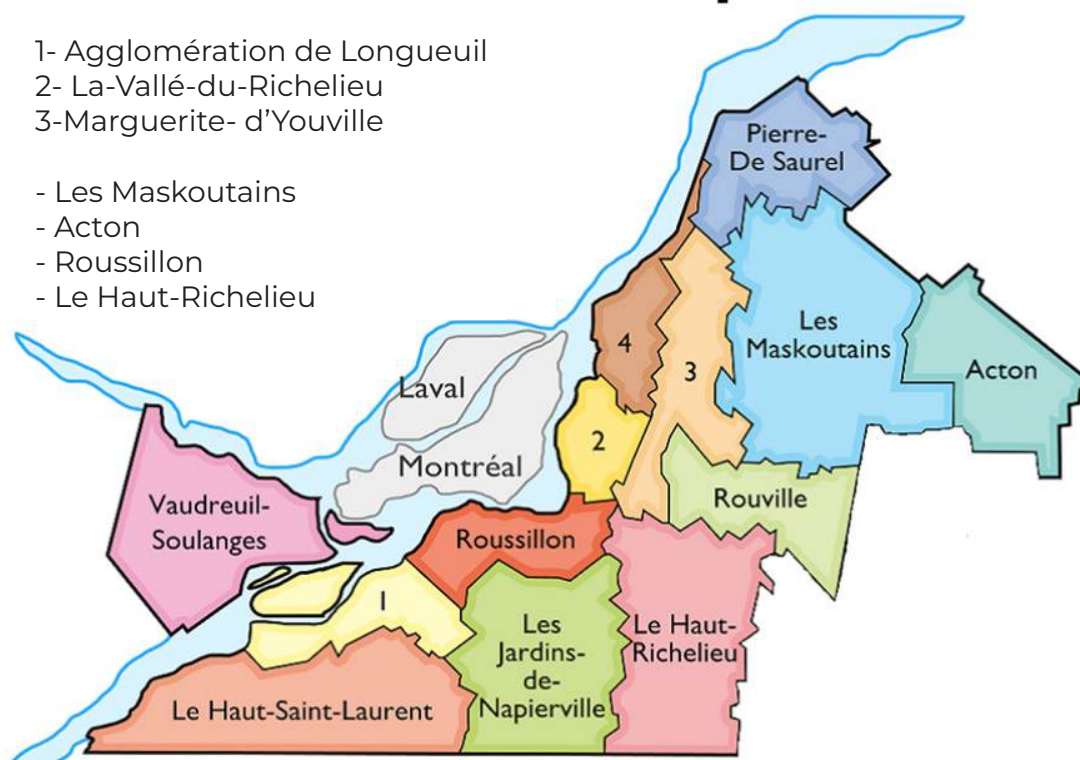 1- Agglomération de Longueuil
2- La-Vallé-du-Richelieu
3-Marguerite- d’Youville
- Les Maskoutains
- Acton
- Roussillon
- Le Haut-Richelieu
Pierre-
De Saurel
Les
Maskoutains
Acton
4
3
2
Laval
Montréal
Rouville
Vaudreuil-
Soulanges
Roussillon
1
Les
Jardins-
de-
Napierville
Le Haut-
Richelieu
Le Haut-Saint-Laurent